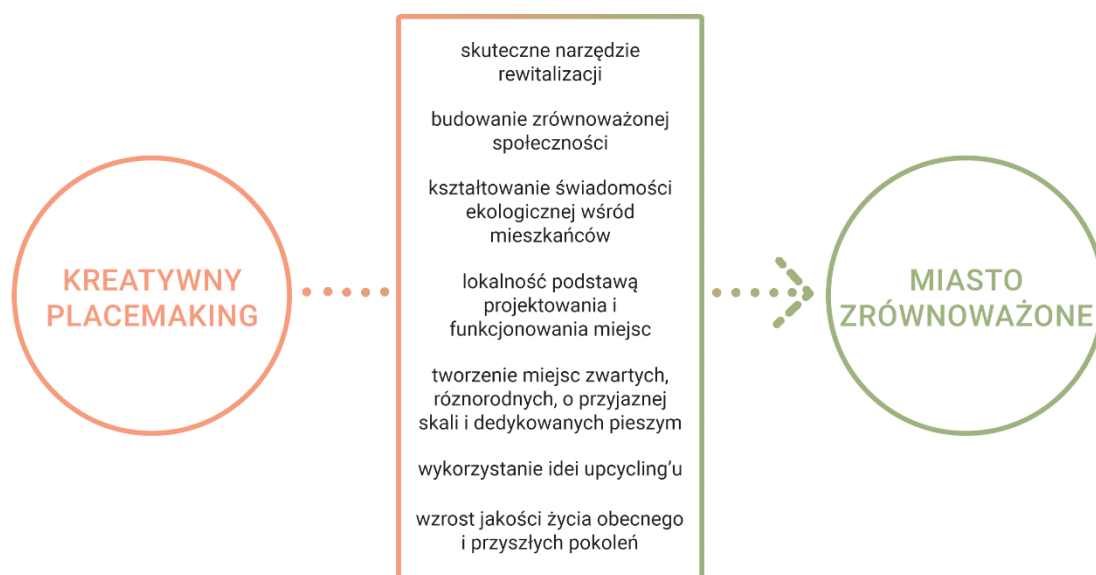 KREATYWNY
PLACEMAKING
skuteczne narzędzie
rewitalizacji
budowanie zrównoważonej
społeczności
kształtowanie świadomości
ekologicznej wśród
mieszkańców
lokalność podstawą
projektowania i
funkcjonowania miejsc
tworzenie miejsc zwartych,
róznorodnych, o przyjaznej
skali i dedykowanych pieszym
wykorzystanie idei upcycling’u
wzrost jakości życia obecnego
i przyszłych pokoleń
MIASTO
ZRÓWNOWAŻONE